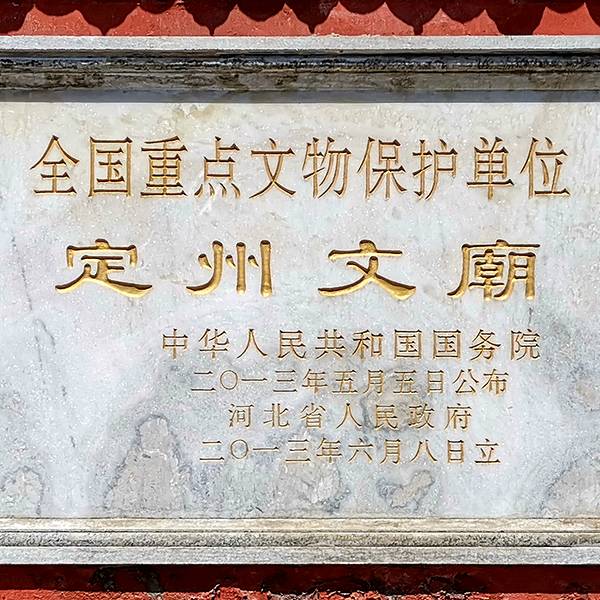 全国重点文物保护单位
定州文廟
中华人民共和国国务院
二〇一三年五月五日公布
河北省人民政府
二〇一三年六月八日立